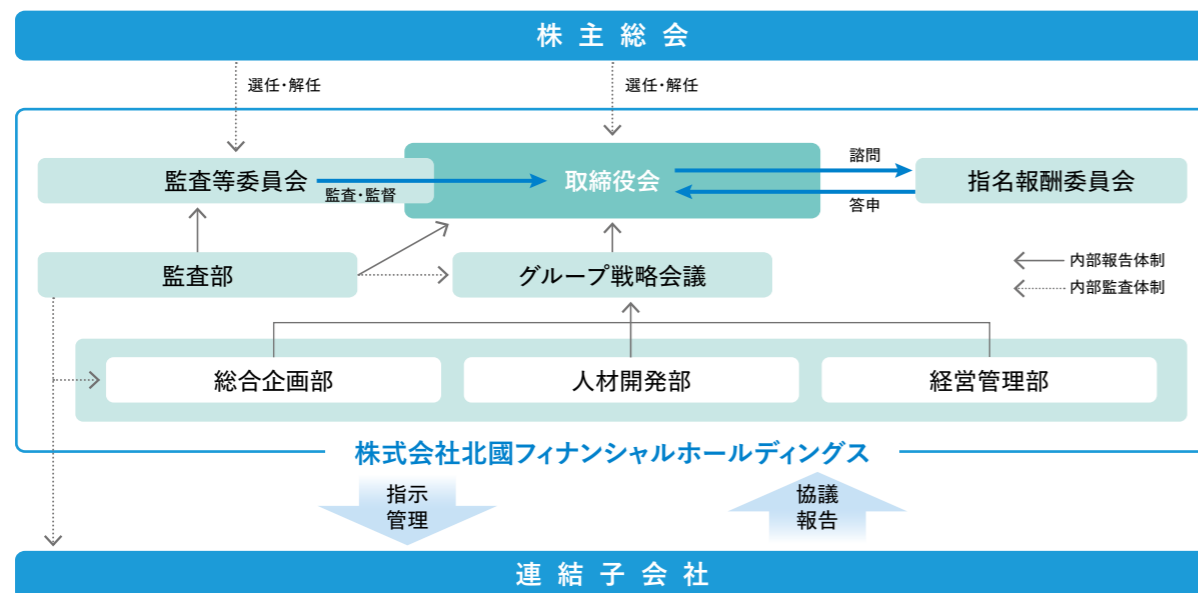 株主総会
選任・解任
選任・解任
監査等委員会
監査・監督
取締役会
諮問
答申
指名報酬委員会
監査部
グループ戦略会議
内部報告体制
内部監査体制
総合企画部
人材開発部
経営管理部
株式会社北國フィナンシャルホールディングス
指示
管理
協議
報告
連結子会社